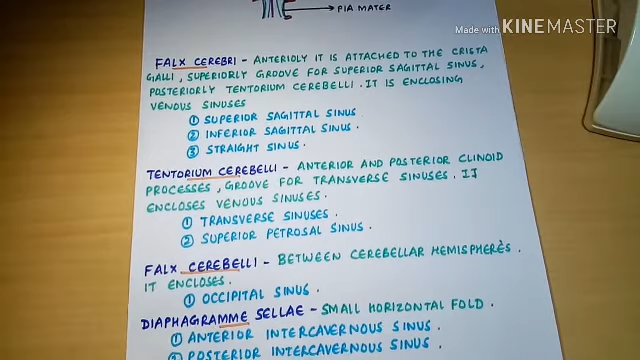 PIA MATER
Made with KINEMASTER
FALX CEREBRI - ANTERIOLY IT IS ATTACHED TO THE CRISTA
GIALLI, SUPERIORLY GROOVE FOR SUPERIOR SAGITTAL SINUS,
POSTERIORLY TENTORIUM CEREBELLI. IT IS ENCLOSING
VENOUS SINUSES
① SUPERIOR SAGITTAL SINUS
② INFERIOR SAGITTAL SINUS.
③ STRAIGHT SINUS.
TENTORIUM CEREBELLI - ANTERIOR AND POSTERIOR CLINOID
PROCESSES, GROOVE FOR TRANSVERSE SINUSES. IT
ENCLOSES VENOUS SINUSES.
① TRANSVERSE SINUSES.
② SUPERIOR PETROSAL SINUS.
FALX CEREBELLI - BETWEEN CEREBELLAR HEMISPHERES.
IT ENCLOSES.
① OCCIPITAL SINUS.
DIAPHAGRAMME SELLAE - SMALL HORIZONTAL FOLD.
① ANTERIOR INTERCAVERNOUS SINUS.
② POSTERIOR INTERCAVERNOUS SINUS.